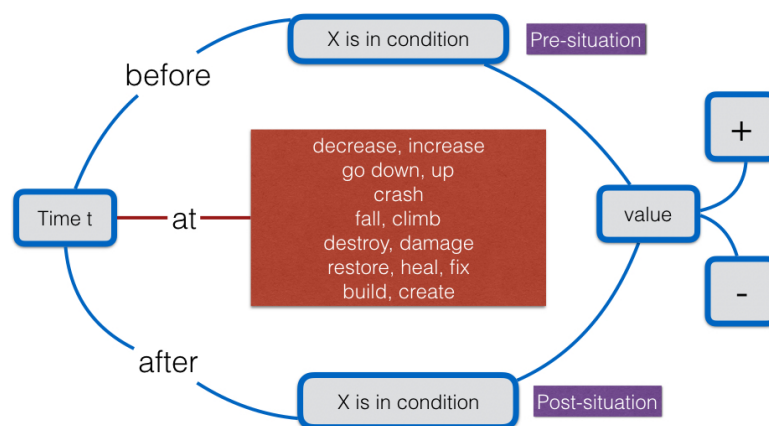 X is in condition
Pre-situation
before
+
decrease, increase
go down, up
crash
fall, climb
destroy, damage
restore, heal, fix
build, create
Time t
at
value
-
after
X is in condition
Post-situation